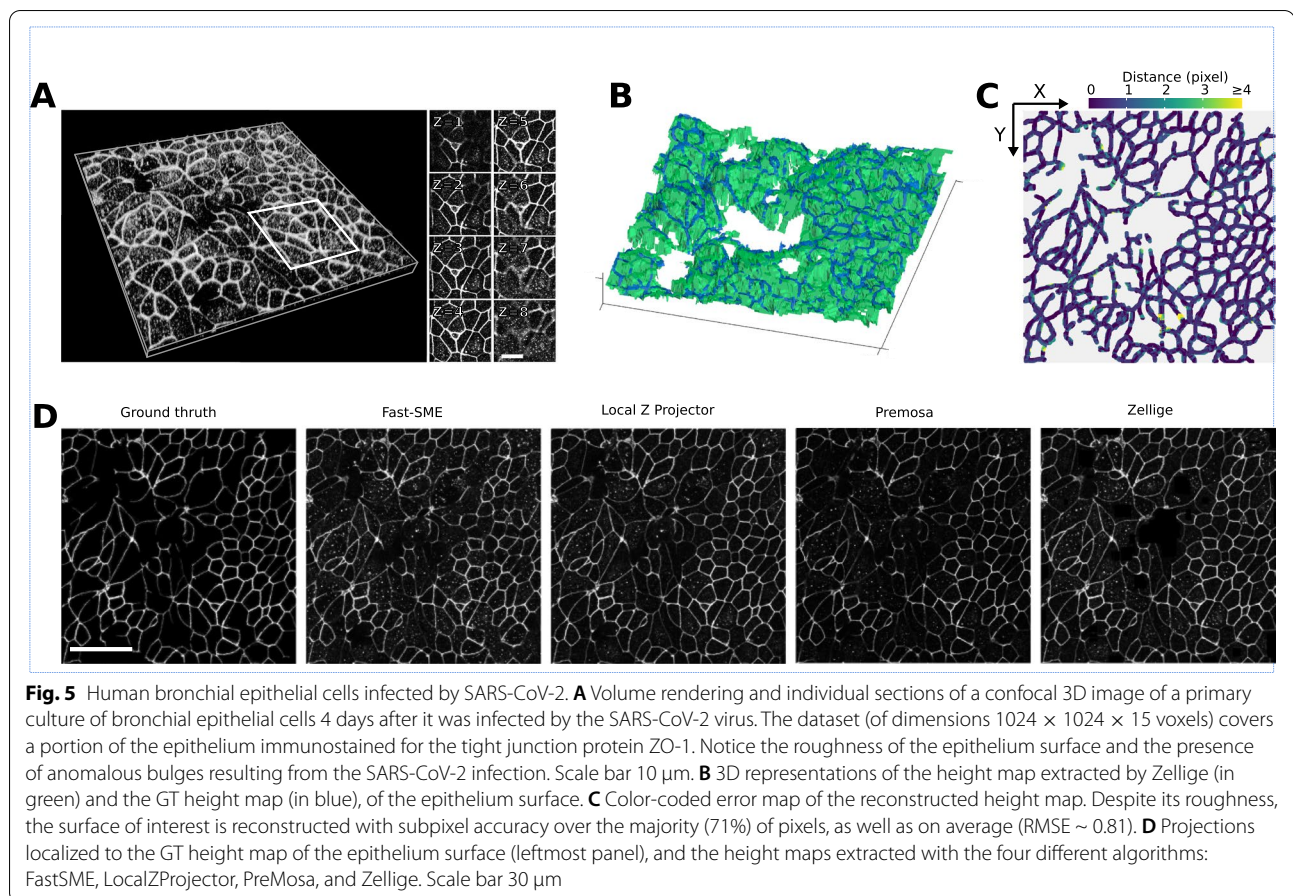 A
Z=1
Z=5
Z=2
Z=6
Z=3
Z=7
Z=4
Z=8
B
C
Distance (pixel)
0 1 2 3 ≥4
X
Y
D
Ground thruth
Fast-SME
Local Z Projector
Premosa
Zellige
Fig. 5 Human bronchial epithelial cells infected by SARS-CoV-2. A Volume rendering and individual sections of a confocal 3D image of a primary
culture of bronchial epithelial cells 4 days after it was infected by the SARS-CoV-2 virus. The dataset (of dimensions 1024 × 1024 × 15 voxels) covers
a portion of the epithelium immunostained for the tight junction protein ZO-1. Notice the roughness of the epithelium surface and the presence
of anomalous bulges resulting from the SARS-CoV-2 infection. Scale bar 10 μm. B 3D representations of the height map extracted by Zellige (in
green) and the GT height map (in blue), of the epithelium surface. C Color-coded error map of the reconstructed height map. Despite its roughness,
the surface of interest is reconstructed with subpixel accuracy over the majority (71%) of pixels, as well as on average (RMSE ~ 0.81). D Projections
localized to the GT height map of the epithelium surface (leftmost panel), and the height maps extracted with the four different algorithms:
FastSME, LocalZProjector, PreMosa, and Zellige. Scale bar 30 μm